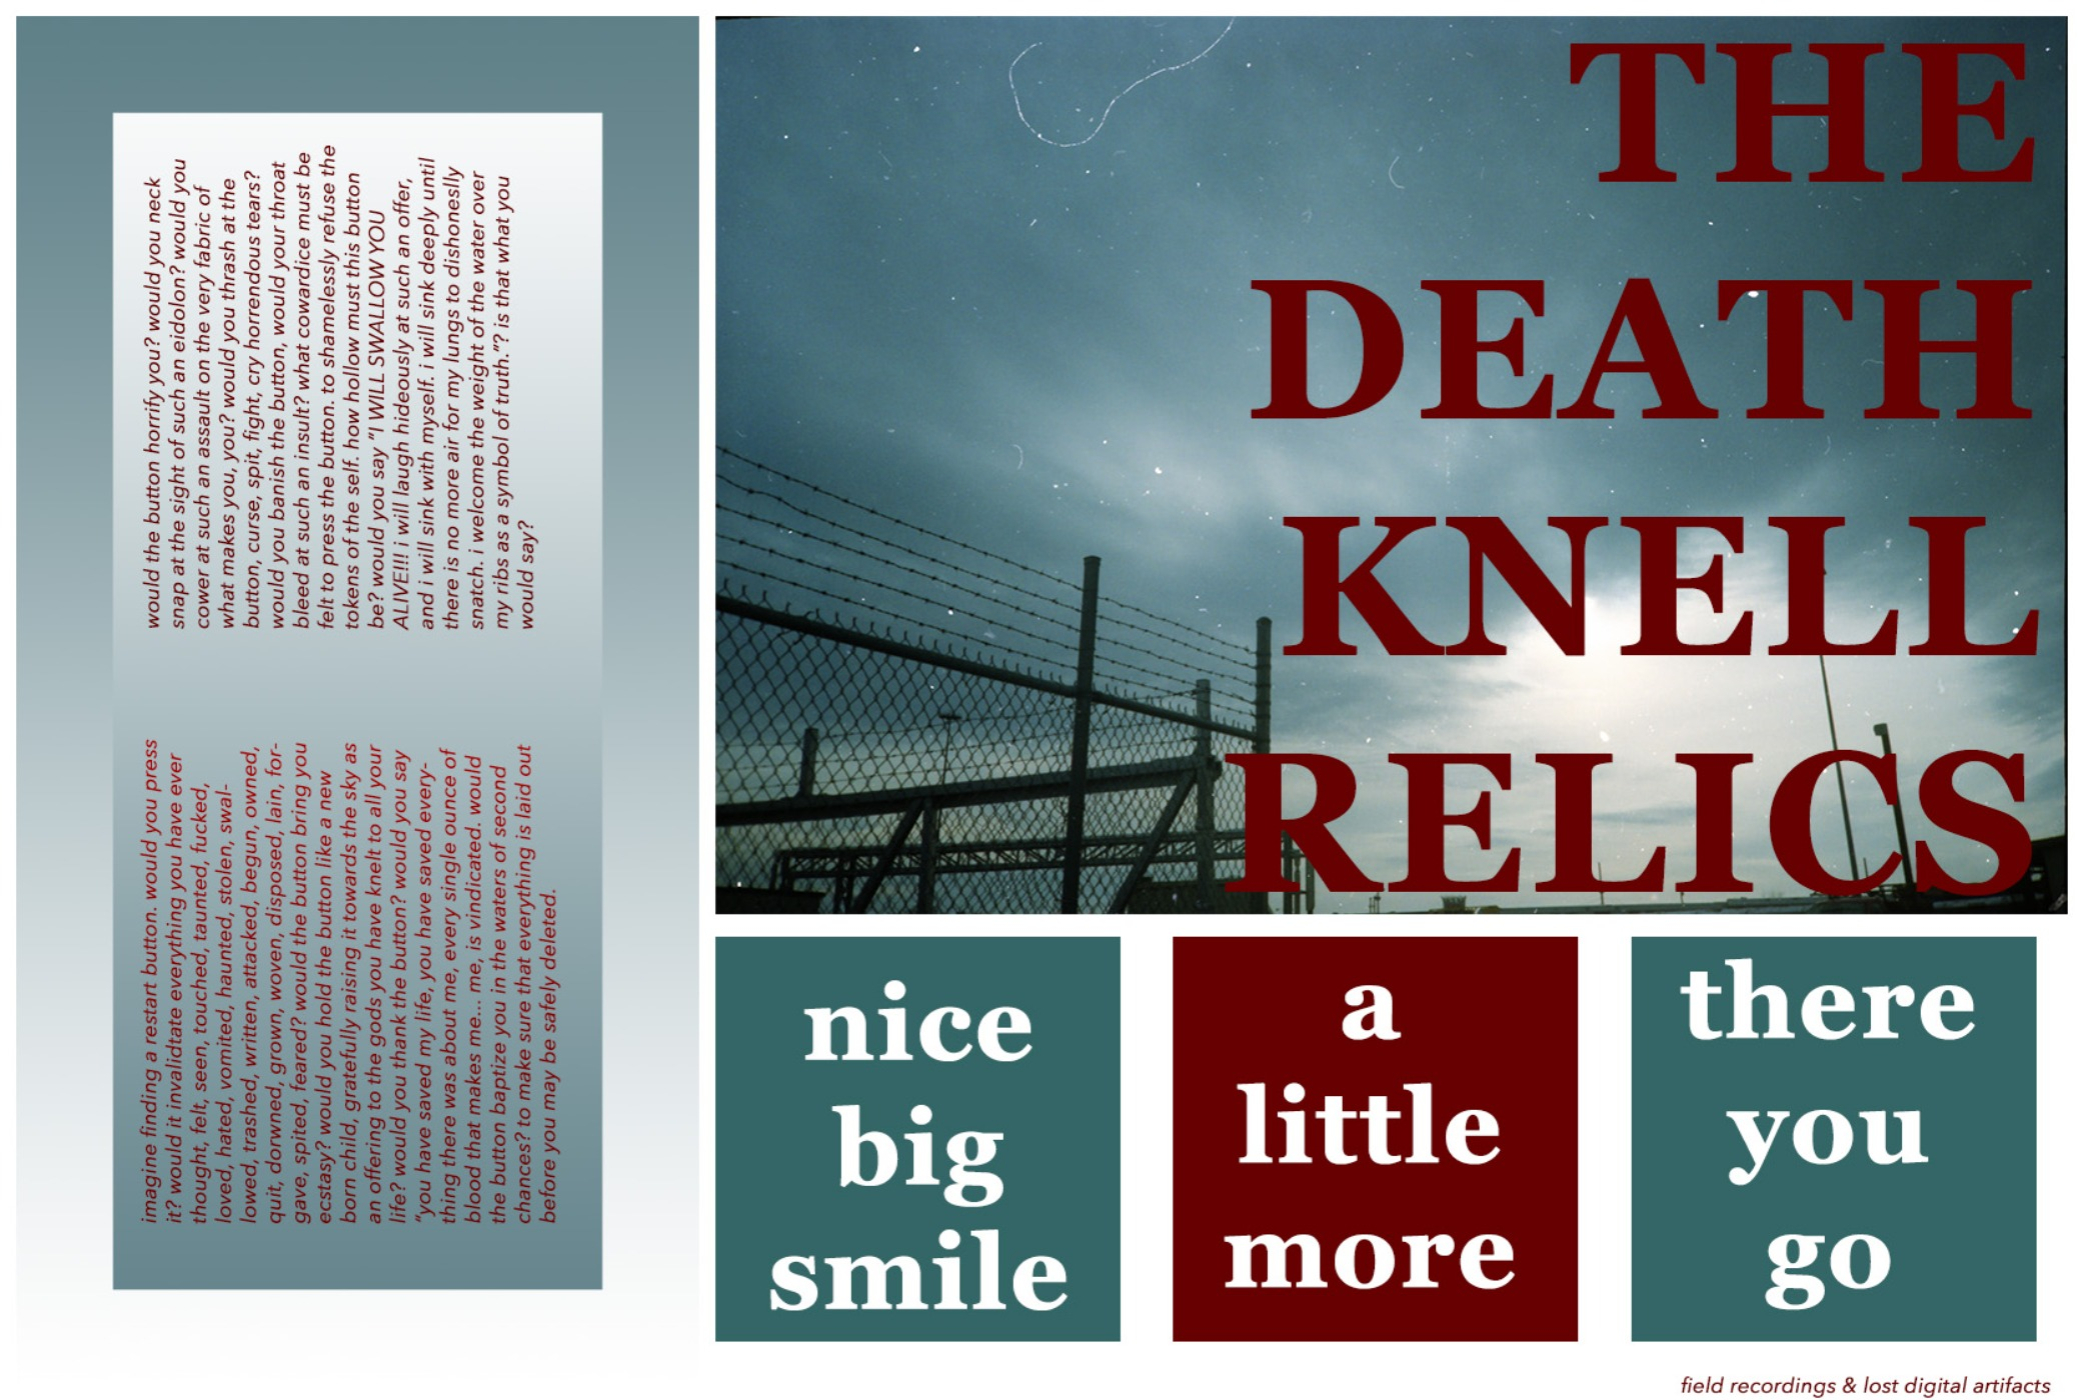 imagine finding a restart button. would you press
it? would it invalidtate everything you have ever
thought, felt, seen, touched, taunted, fucked,
loved, hated, vomited, haunted, stolen, swal-
lowed, trashed, written, attacked, begun, owned,
quit, dorwned, grown, woven, disposed, lain, for-
gave, spited, feared? would the button bring you
ecstasy? would you hold the button like a new
born child, gratefully raising it towards the sky as
an offering to the gods you have knelt to all your
life? would you thank the button? would you say
"you have saved my life, you have saved every-
thing there was about me, every single ounce of
blood that makes me... me, is vindicated. would
the button baptize you in the waters of second
chances? to make sure that everything is laid out
before you may be safely deleted.
would the button horrify you? would you neck
snap at the sight of such an eidolon? would you
cower at such an assault on the very fabric of
what makes you, you? would you thrash at the
button, curse, spit, fight, cry horrendous tears?
would you banish the button, would your throat
bleed at such an insult? what cowardice must be
felt to press the button. to shamelessly refuse the
tokens of the self. how hollow must this button
be? would you say "I WILL SWALLOW YOU
ALIVE!!! i will laugh hideously at such an offer,
and i will sink with myself. i will sink deeply until
there is no more air for my lungs to dishoneslly
snatch. i welcome the weight of the water over
my ribs as a symbol of truth."? is that what you
would say?
THE
DEATH
KNELL
RELICS
nice
big
smile
a
little
more
there
you
go
field recordings & lost digital artifacts